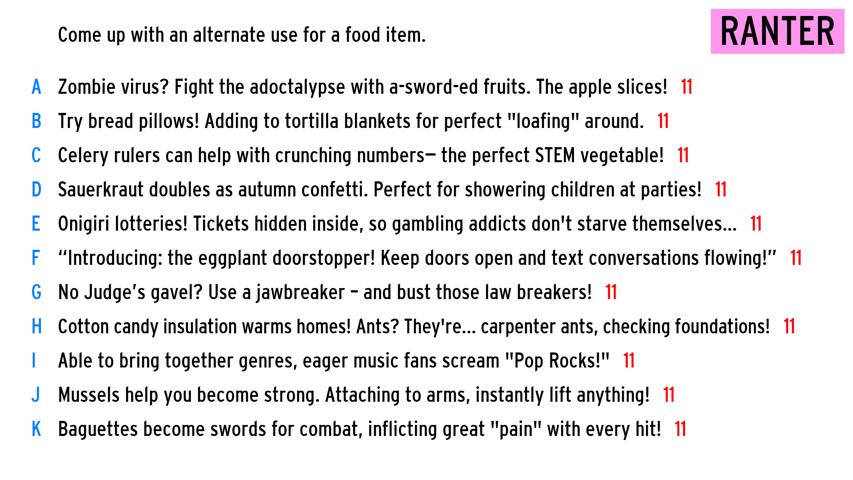 Come up with an alternate use for a food item.
RANTER
A Zombie virus? Fight the adoctalypse with a-sword-ed fruits. The apple slices! 11
B Try bread pillows! Adding to tortilla blankets for perfect "loafing" around. 11
C Celery rulers can help with crunching numbers— the perfect STEM vegetable! 11
D Sauerkraut doubles as autumn confetti. Perfect for showering children at parties! 11
E Onigiri lotteries! Tickets hidden inside, so gambling addicts don't starve themselves... 11
F “Introducing: the eggplant doorstopper! Keep doors open and text conversations flowing!” 11
G No Judge’s gavel? Use a jawbreaker – and bust those law breakers! 11
H Cotton candy insulation warms homes! Ants? They're... carpenter ants, checking foundations! 11
I Able to bring together genres, eager music fans scream "Pop Rocks!" 11
J Mussels help you become strong. Attaching to arms, instantly lift anything! 11
K Baguettes become swords for combat, inflicting great "pain" with every hit! 11